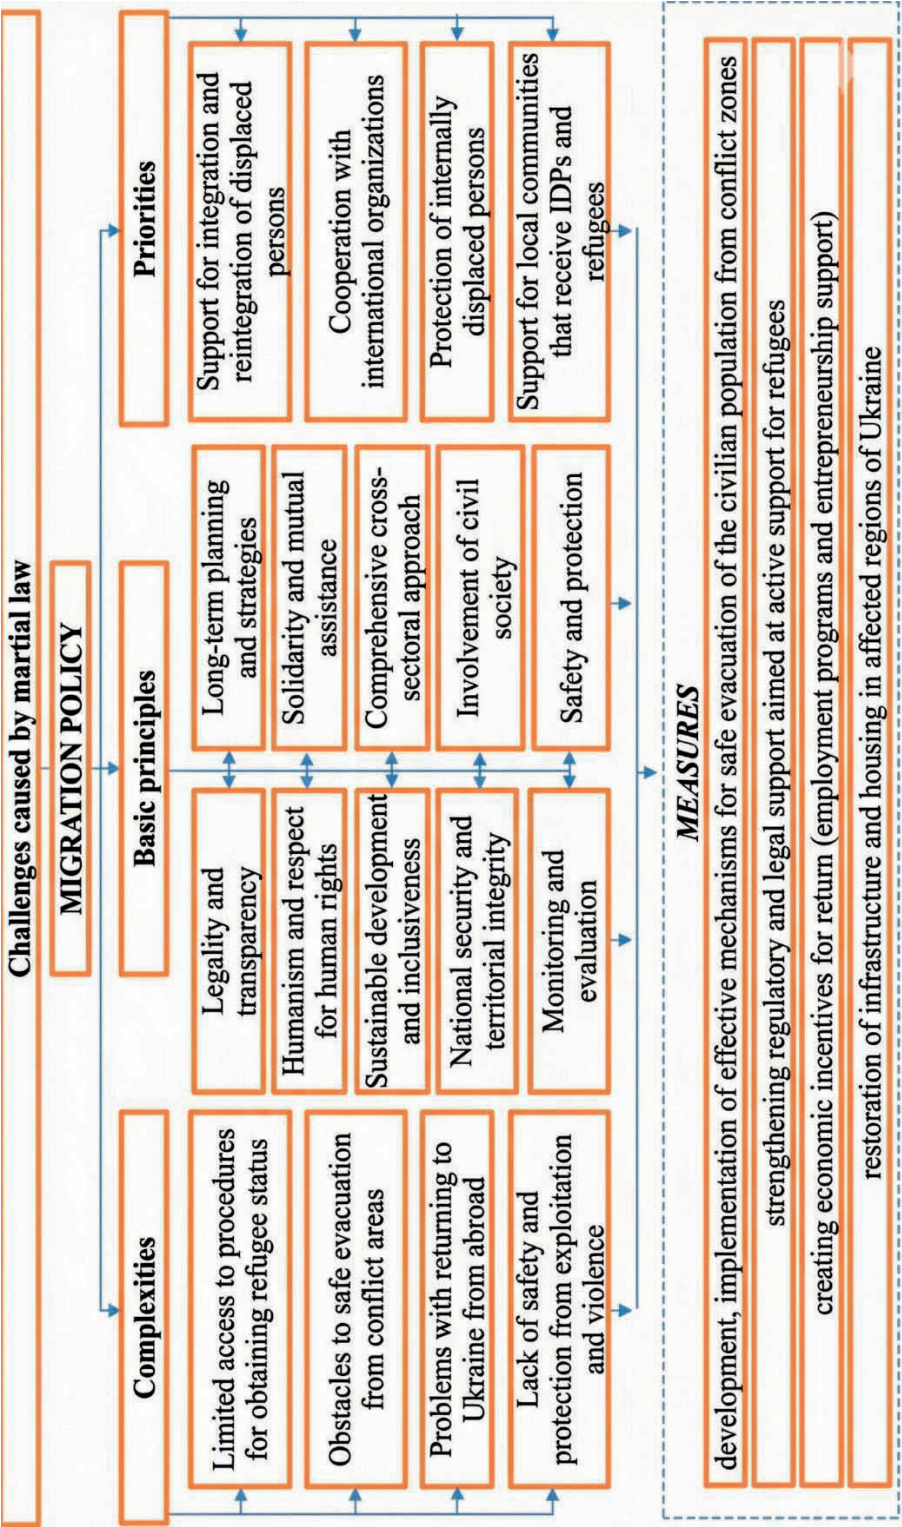 Challenges caused by martial law
MIGRATION POLICY
Complexities
Basic principles
Priorities
Limited access to procedures
for obtaining refugee status
Obstacles to safe evacuation
from conflict areas
Problems with returning to
Ukraine from abroad
Lack of safety and
protection from exploitation
and violence
Legality and
transparency
Humanism and respect
for human rights
Sustainable development
and inclusiveness
National security and
territorial integrity
Monitoring and
evaluation
Long-term planning
and strategies
Solidarity and mutual
assistance
Comprehensive cross-
sectoral approach
Involvement of civil
society
Safety and protection
Support for integration and
reintegration of displaced
persons
Cooperation with
international organizations
Protection of internally
displaced persons
Support for local communities
that receive IDPs and
refugees
MEASURES
development, implementation of effective mechanisms for safe evacuation of the civilian population from conflict zones
strengthening regulatory and legal support aimed at active support for refugees
creating economic incentives for return (employment programs and entrepreneurship support)
restoration of infrastructure and housing in affected regions of Ukraine